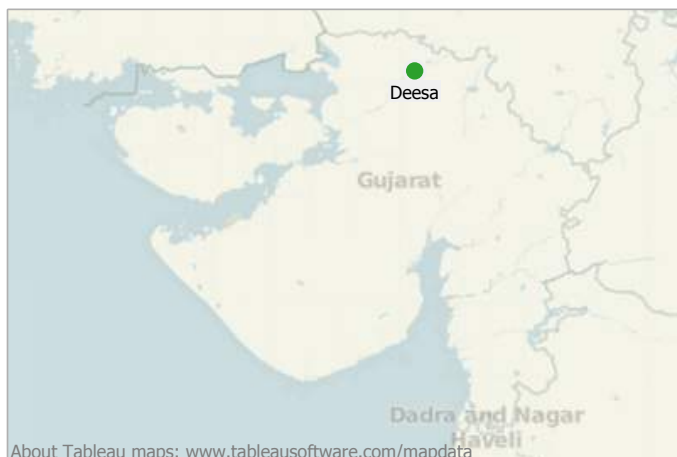 Deesa
Gujarat
Dadra and Nagar
Haveli
About Tableau maps: www.tableausoftware.com/mapdata